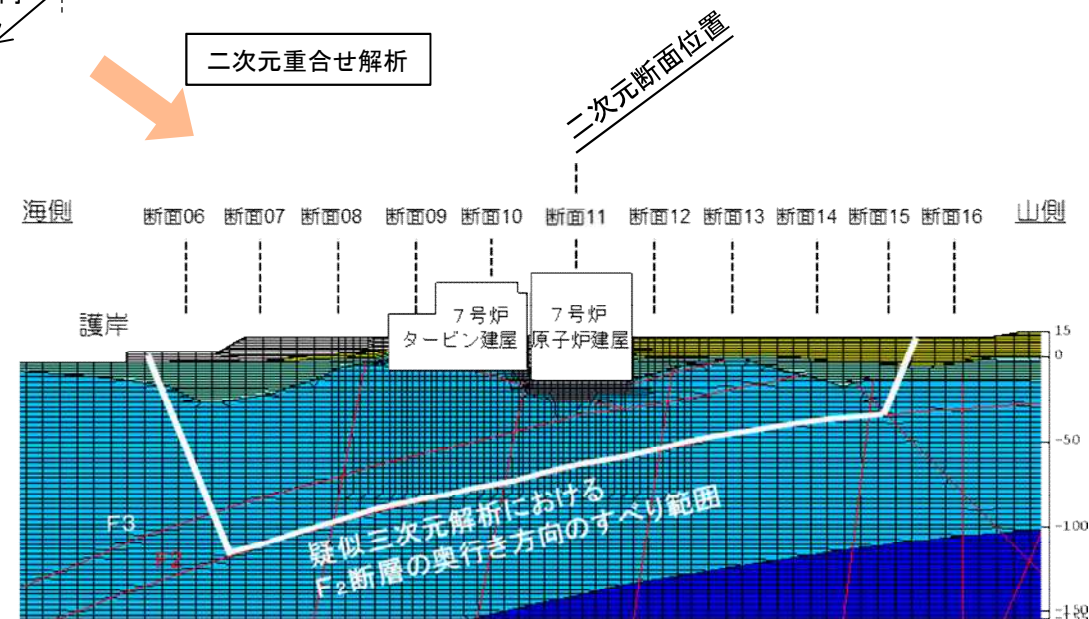 二次元重合せ解析
二次元断面位置
海側
断面06
断面07
断面08
断面09
断面10
断面11
断面12
断面13
断面14
断面15
断面16
山側
護岸
7号炉
タービン建屋
7号炉
原子炉建屋
15
0
-50
-100
F3
F2
疑似三次元解析における
F₂断層の奥行き方向のすべり範囲